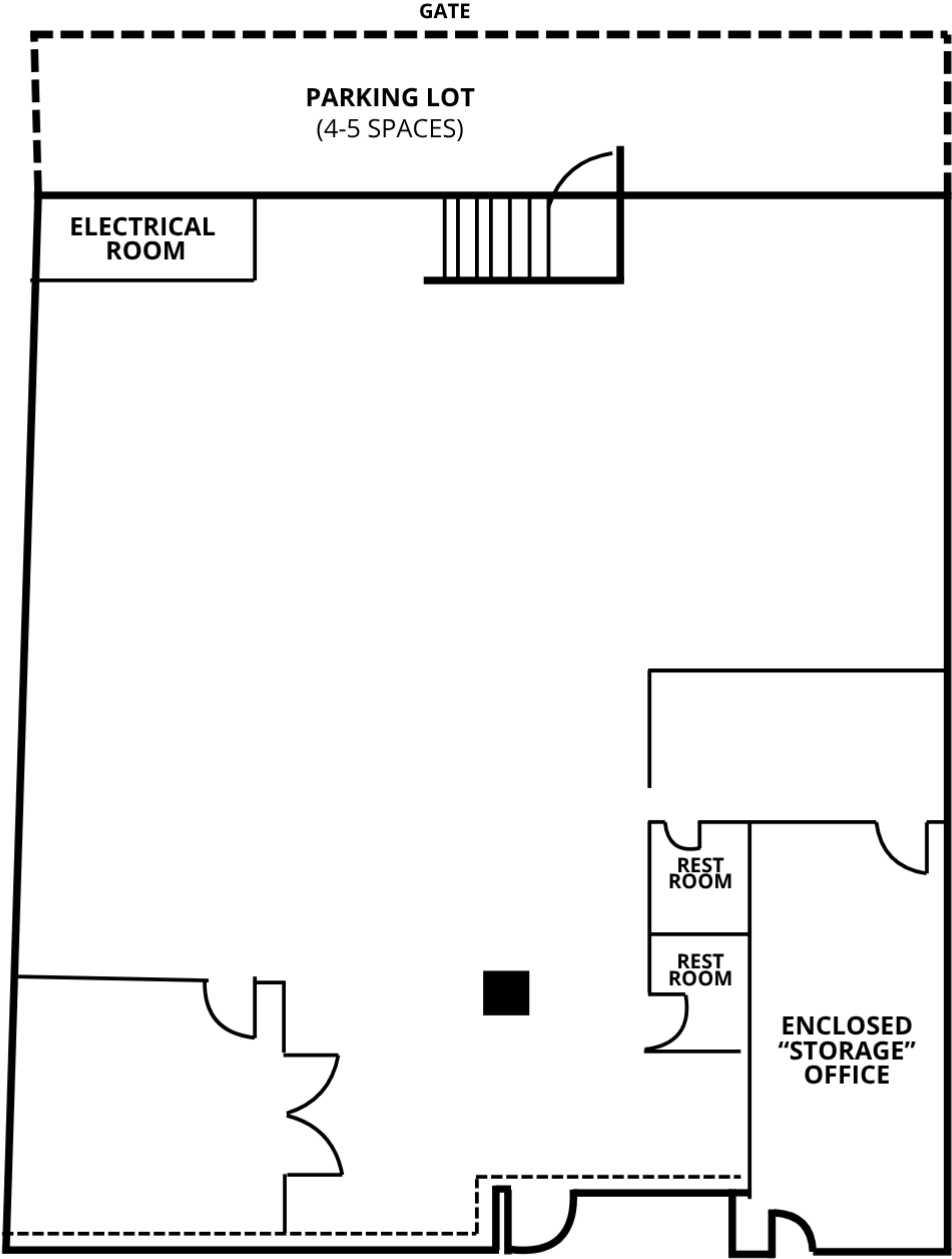 GATE
PARKING LOT
(4-5 SPACES)
ELECTRICAL
ROOM
REST
ROOM
REST
ROOM
ENCLOSED
“STORAGE”
OFFICE